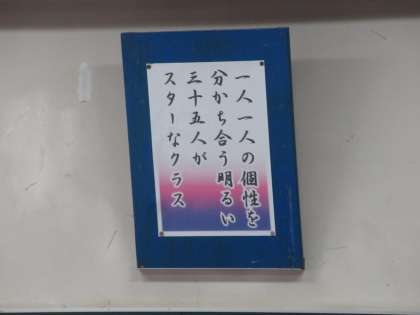 一人一人の個性を
分かち合う明るい
三十五人が
スターなクラス